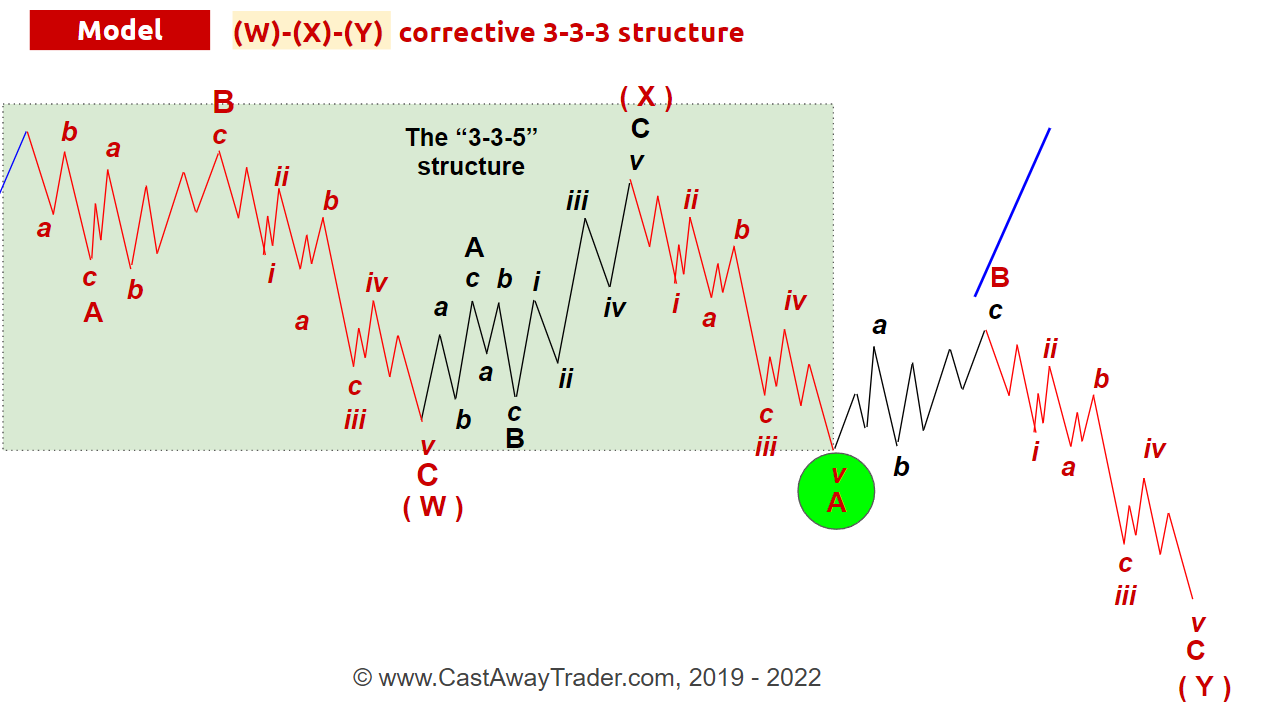 Model
(W)-(X)-(Y) corrective 3-3-3 structure
B
( X )
b
c
a
The “3-3-5”
structure
C
v
ii
b
a
iii
ii
b
c
A
b
i
a
A
c
b
i
iv
a
iv
i
a
iv
a
B
c
ii
b
a
c
iii
a
b
c
B
ii
c
iii
b
i
a
iv
v
C
( W )
v
A
c
iii
v
C
( Y )
© www.CastAwayTrader.com, 2019 - 2022